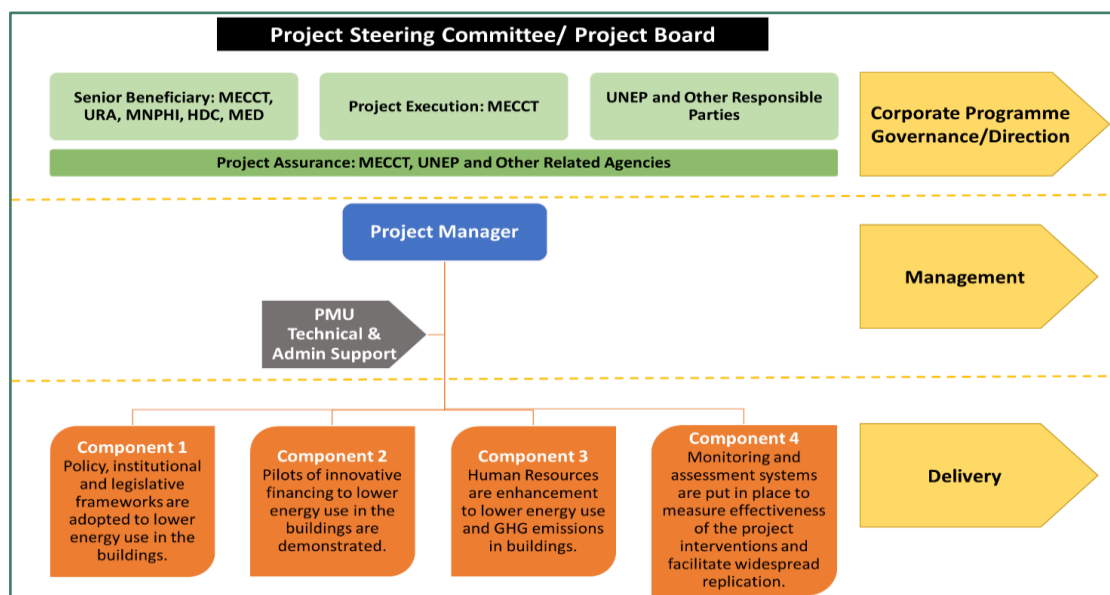 Project Steering Committee/ Project Board
Senior Beneficiary: MECCT,
URA, MNPHI, HDC, MED
Project Execution: MECCT
UNEP and Other Responsible
Parties
Project Assurance: MECCT, UNEP and Other Related Agencies
Corporate Programme
Governance/Direction
Project Manager
PMU
Technical &
Admin Support
Management
Component 1
Policy, institutional
and legislative
frameworks are
adopted to lower
energy use in the
buildings.
Component 2
Pilots of innovative
financing to lower
energy use in the
buildings are
demonstrated.
Component 3
Human Resources
are enhancement
to lower energy use
and GHG emissions
in buildings.
Component 4
Monitoring and
assessment systems
are put in place to
measure effectiveness
of the project
interventions and
facilitate widespread
replication.
Delivery